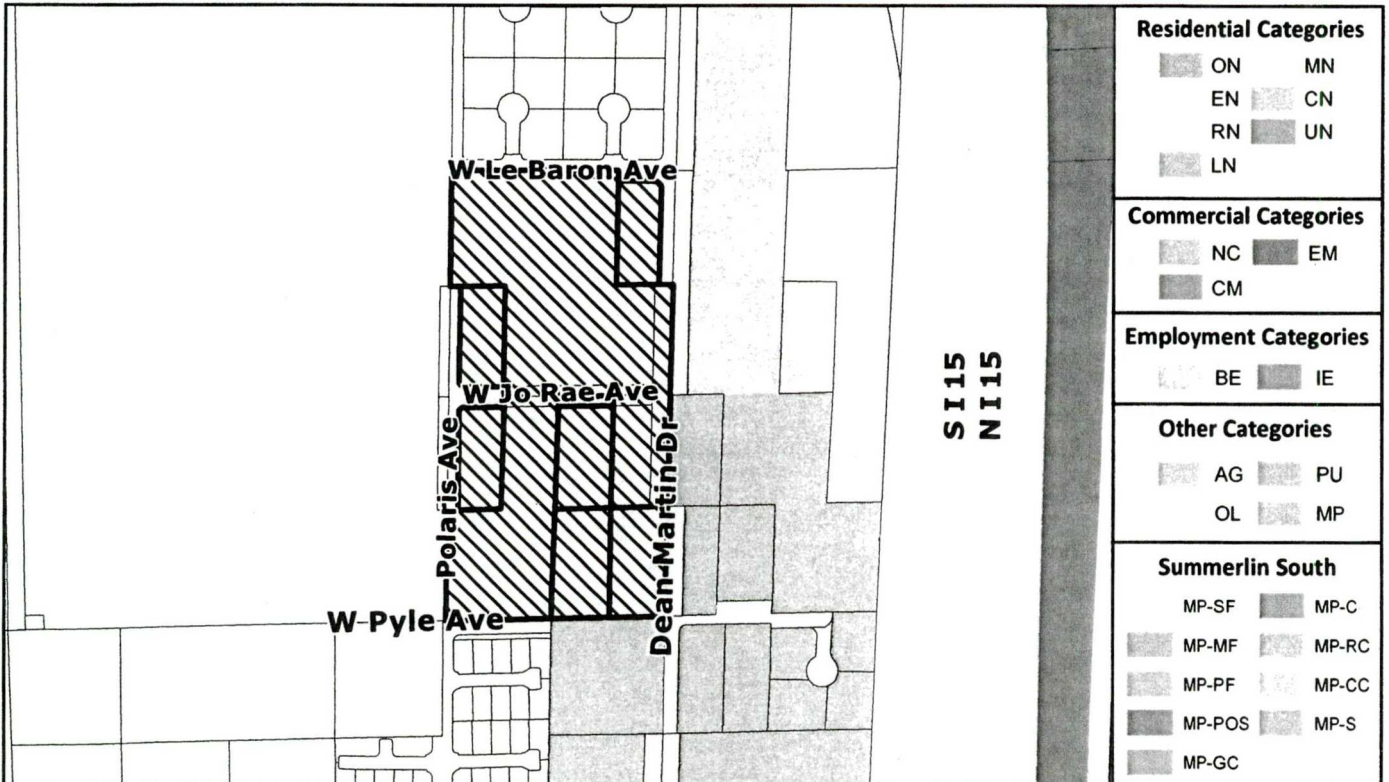 W Le Baron Ave
W Jo Rae Ave
Polaris Ave
Dean Martin Dr
W Pyle Ave
SI15
NI15
Residential Categories
ON MN
EN CN
RN UN
LN
Commercial Categories
NC EM
CM
Employment Categories
BE IE
Other Categories
AG PU
OL MP
Summerlin South
MP-SF MP-C
MP-MF MP-RC
MP-PF MP-CC
MP-POS MP-S
MP-GC